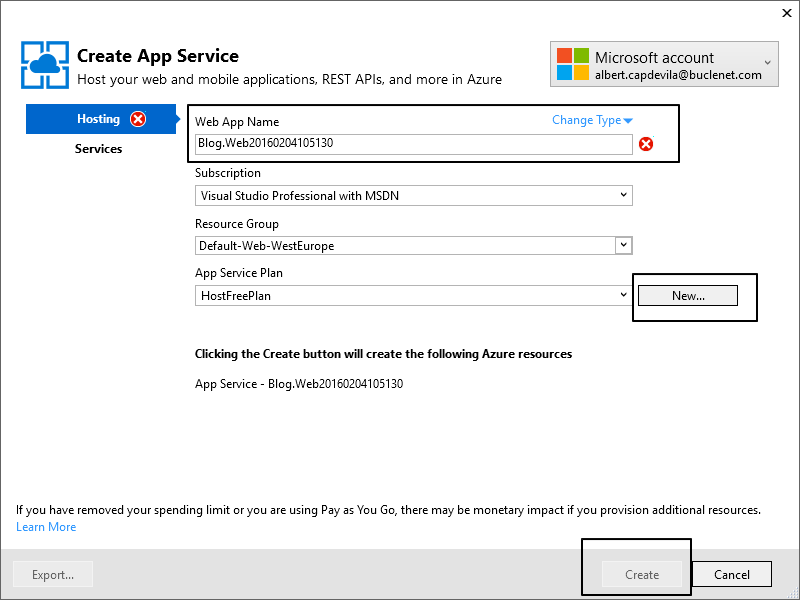 Create App Service
Host your web and mobile applications, REST APIs, and more in Azure
Microsoft account
albert.capdevila@buclenet.com
Hosting
Services
Web App Name
Change Type
Blog.Web20160204105130
Subscription
Visual Studio Professional with MSDN
Resource Group
Default-Web-WestEurope
App Service Plan
HostFreePlan
New...
Clicking the Create button will create the following Azure resources
App Service - Blog.Web20160204105130
If you have removed your spending limit or you are using Pay as You Go, there may be monetary impact if you provision additional resources.
Learn More
Export...
Create
Cancel